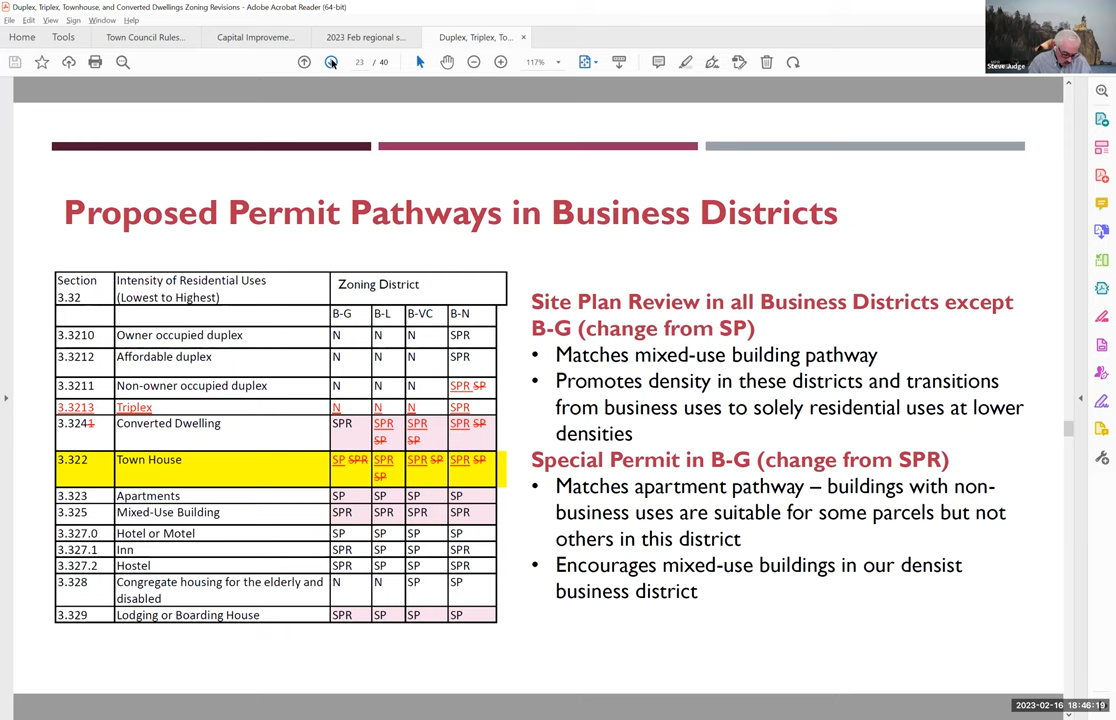 Duplex, Triplex, Townhouse, and Converted Dwellings Zoning Revisions - Adobe Acrobat Reader (64-bit)
File Edit View Sign Window Help
Home Tools Town Council Rules... Capital Improveme... 2023 Feb regional s... Duplex, Triplex, To... ×
23 / 40 117%
Steve Judge
Proposed Permit Pathways in Business Districts
Section 3.32 Intensity of Residential Uses (Lowest to Highest) Zoning District
B-G B-L B-VC B-N
3.3210 Owner occupied duplex N N N SPR
3.3212 Affordable duplex N N N SPR
3.3211 Non-owner occupied duplex N N N SPR SP
3.3213 Triplex N N N SPR
3.3241 Converted Dwelling SPR SPR SP SPR SP SPR SP
3.322 Town House SP SPR SPR SP SPR SP SPR SP
3.323 Apartments SP SP SP SP
3.325 Mixed-Use Building SPR SPR SPR SPR
3.327.0 Hotel or Motel SP SP SP SP
3.327.1 Inn SPR SP SP SPR
3.327.2 Hostel SPR SP SP SPR
3.328 Congregate housing for the elderly and disabled N N SP SP
3.329 Lodging or Boarding House SPR SP SP SP
Site Plan Review in all Business Districts except
B-G (change from SP)
• Matches mixed-use building pathway
• Promotes density in these districts and transitions
from business uses to solely residential uses at lower
densities
Special Permit in B-G (change from SPR)
• Matches apartment pathway – buildings with non-
business uses are suitable for some parcels but not
others in this district
• Encourages mixed-use buildings in our densist
business district
2023-02-16 18:46:19